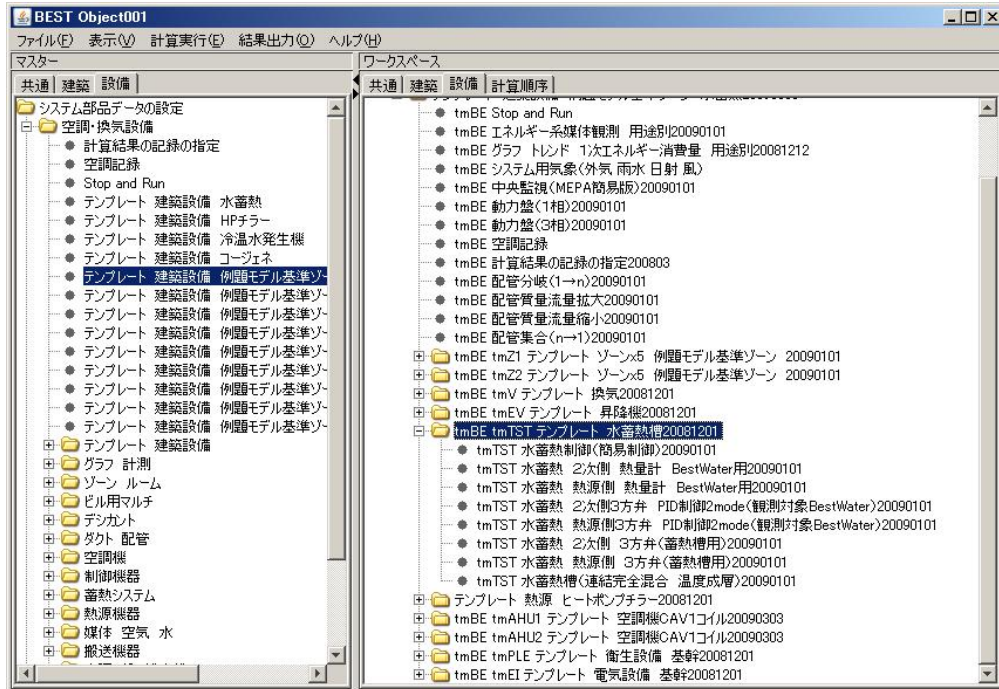 BEST Object001
ファイル(F) 表示(V) 計算実行(E) 結果出力(O) ヘルプ(H)
マスター
共通 建築 設備
システム部品データの設定
空調・換気設備
計算結果の記録の指定
空調記録
Stop and Run
テンプレート 建築設備 水蓄熱
テンプレート 建築設備 HPチラー
テンプレート 建築設備 冷温水発生機
テンプレート 建築設備 コージェネ
テンプレート 建築設備 例題モデル基準ゾー
テンプレート 建築設備 例題モデル基準ゾー
テンプレート 建築設備 例題モデル基準ゾー
テンプレート 建築設備 例題モデル基準ゾー
テンプレート 建築設備 例題モデル基準ゾー
テンプレート 建築設備 例題モデル基準ゾー
テンプレート 建築設備 例題モデル基準ゾー
テンプレート 建築設備 例題モデル基準ゾー
テンプレート 建築設備 例題モデル基準ゾー
テンプレート 建築設備
グラフ 計測
ゾーン ルーム
ビル用マルチ
デシカント
ダクト 配管
空調機
制御機器
蓄熱システム
熱源機器
媒体 空気 水
搬送機器
ワークスペース
共通 建築 設備 計算順序
tmBE Stop and Run
tmBE エネルギー系媒体観測 用途別20090101
tmBE グラフ トレンド 1次エネルギー消費量 用途別20081212
tmBE システム用気象(外気 雨水 日射 風)
tmBE 中央監視(MEPA簡易版)20090101
tmBE 動力盤(1相)20090101
tmBE 動力盤(3相)20090101
tmBE 空調記録
tmBE 計算結果の記録の指定200803
tmBE 配管分岐(1→n)20090101
tmBE 配管質量流量拡大20090101
tmBE 配管質量流量縮小20090101
tmBE 配管集合(n→1)20090101
tmBE tmZ1 テンプレート ゾーンx5 例題モデル基準ゾーン 20090101
tmBE tmZ2 テンプレート ゾーンx5 例題モデル基準ゾーン 20090101
tmBE tmV テンプレート 換気20081201
tmBE tmEV テンプレート 昇降機20081201
tmBE tmTST テンプレート 水蓄熱槽20081201
tmTST 水蓄熱制御(簡易制御)20090101
tmTST 水蓄熱 2次側 熱量計 BestWater用20090101
tmTST 水蓄熱 熱源側 熱量計 BestWater用20090101
tmTST 水蓄熱 2次側3方弁 PID制御2mode(観測対象BestWater)20090101
tmTST 水蓄熱 熱源側3方弁 PID制御2mode(観測対象BestWater)20090101
tmTST 水蓄熱 2次側 3方弁(蓄熱槽用)20090101
tmTST 水蓄熱 熱源側 3方弁(蓄熱槽用)20090101
tmTST 水蓄熱槽(連結完全混合 温度成層)20090101
テンプレート 熱源 ヒートポンプチラー20081201
tmBE tmAHU1 テンプレート 空調機CAV1コイル20090303
tmBE tmAHU2 テンプレート 空調機CAV1コイル20090303
tmBE tmPLE テンプレート 衛生設備 基幹20081201
tmBE tmEI テンプレート 電気設備 基幹20081201